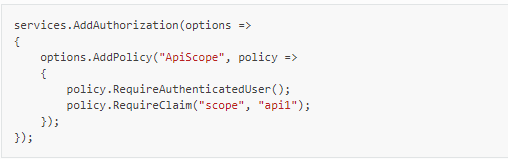 services.AddAuthorization(options =>
{
    options.AddPolicy("ApiScope", policy =>
    {
        policy.RequireAuthenticatedUser();
        policy.RequireClaim("scope", "api1");
    });
});